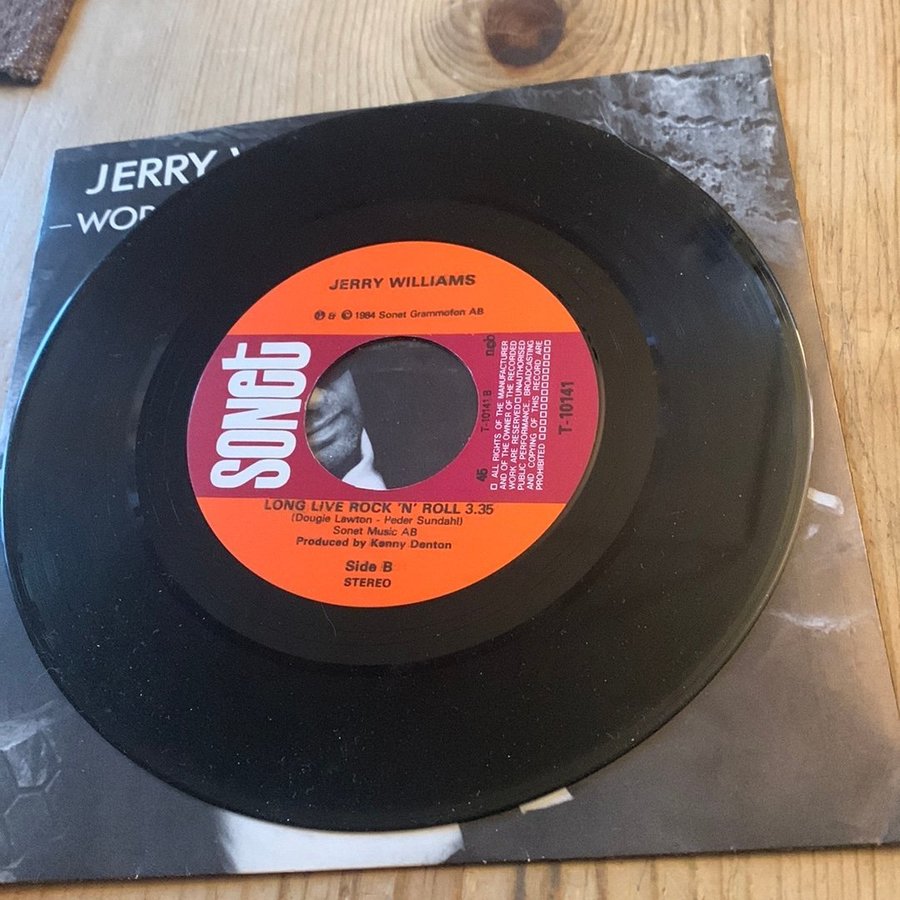 JERRY
JERRY WILLIAMS
℗ & © 1984 Sonet Grammofon AB
sonet
45
T-10141 B
ncb
□ ALL RIGHTS OF THE MANUFACTURER
AND OF THE OWNER OF THE RECORDED
WORK ARE RESERVED □ UNAUTHORISED
PUBLIC PERFORMANCE, BROADCASTING
AND COPYING OF THIS RECORD ARE
PROHIBITED □□□□□□□□□□□□
T-10141
LONG LIVE ROCK 'N' ROLL 3.35
(Dougie Lawton - Peder Sundahl)
Sonet Music AB
Produced by Kenny Denton
Side B
STEREO